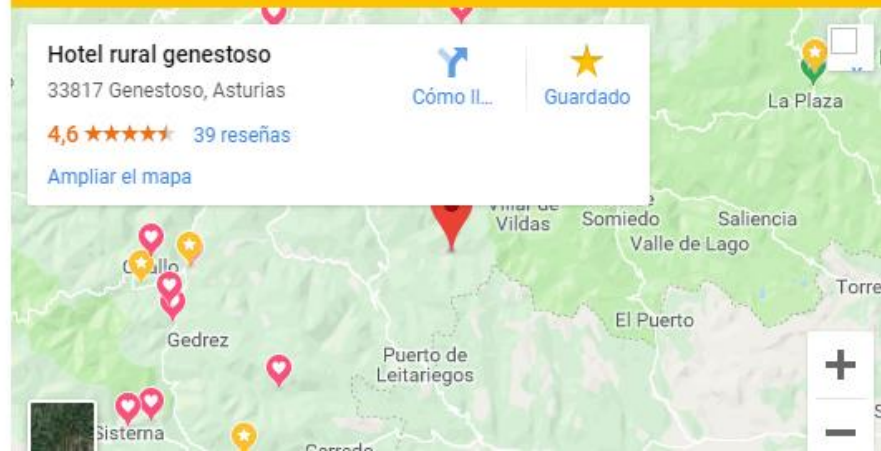 Hotel rural genestoso
33817 Genestoso, Asturias
4,6
39 reseñas
Ampliar el mapa
Cómo ll...
Guardado
La Plaza
Villar de
Vildas
Somiedo
Saliencia
Valle de Lago
Torre
El Puerto
Gedrez
Puerto de
Leitariegos
Sisterna